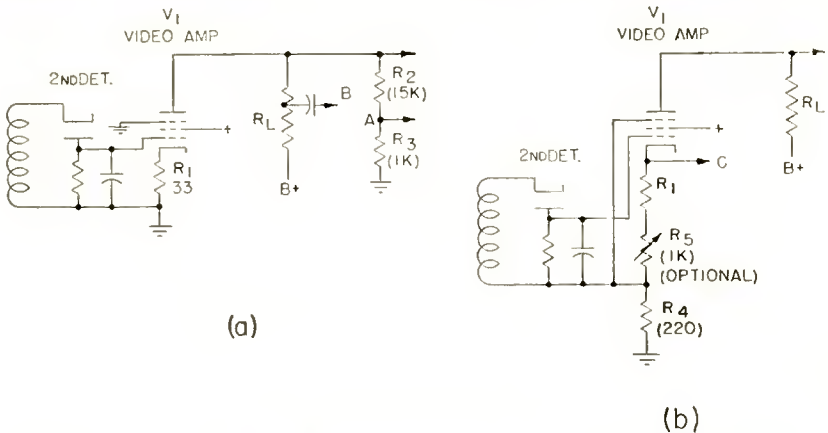 V1
VIDEO AMP
2ND DET.
R1
33
RL
B
B+
R2
(15K)
A
R3
(1K)
(a)
V1
VIDEO AMP
2ND DET.
+
+
C
R1
R5
(1K)
(OPTIONAL)
R4
(220)
RL
B+
(b)